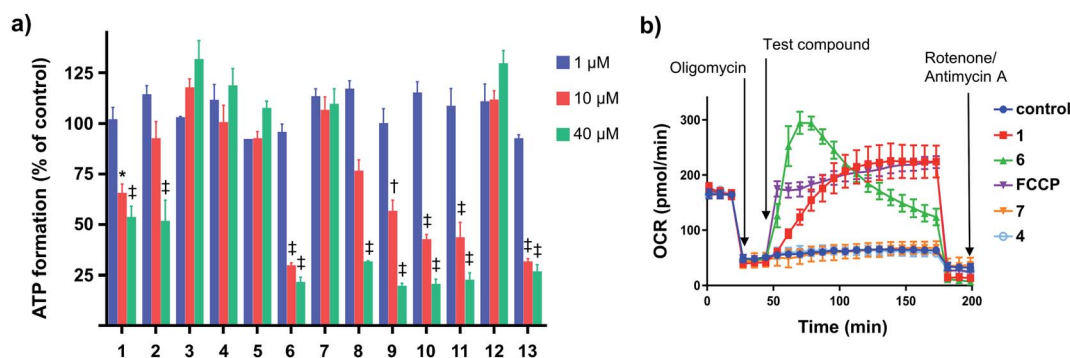 a)
ATP formation (% of control)
125
100
75
50
25
* ‡ ‡ ‡ ‡ ‡ † ‡ ‡ ‡ ‡ ‡ ‡ ‡
1 2 3 4 5 6 7 8 9 10 11 12 13
1 µM
10 µM
40 µM
b)
Test compound
Oligomycin
Rotenone/
Antimycin A
OCR (pmol/min)
300
200
100
0
0 50 100 150 200
Time (min)
control
1
6
FCCP
7
4